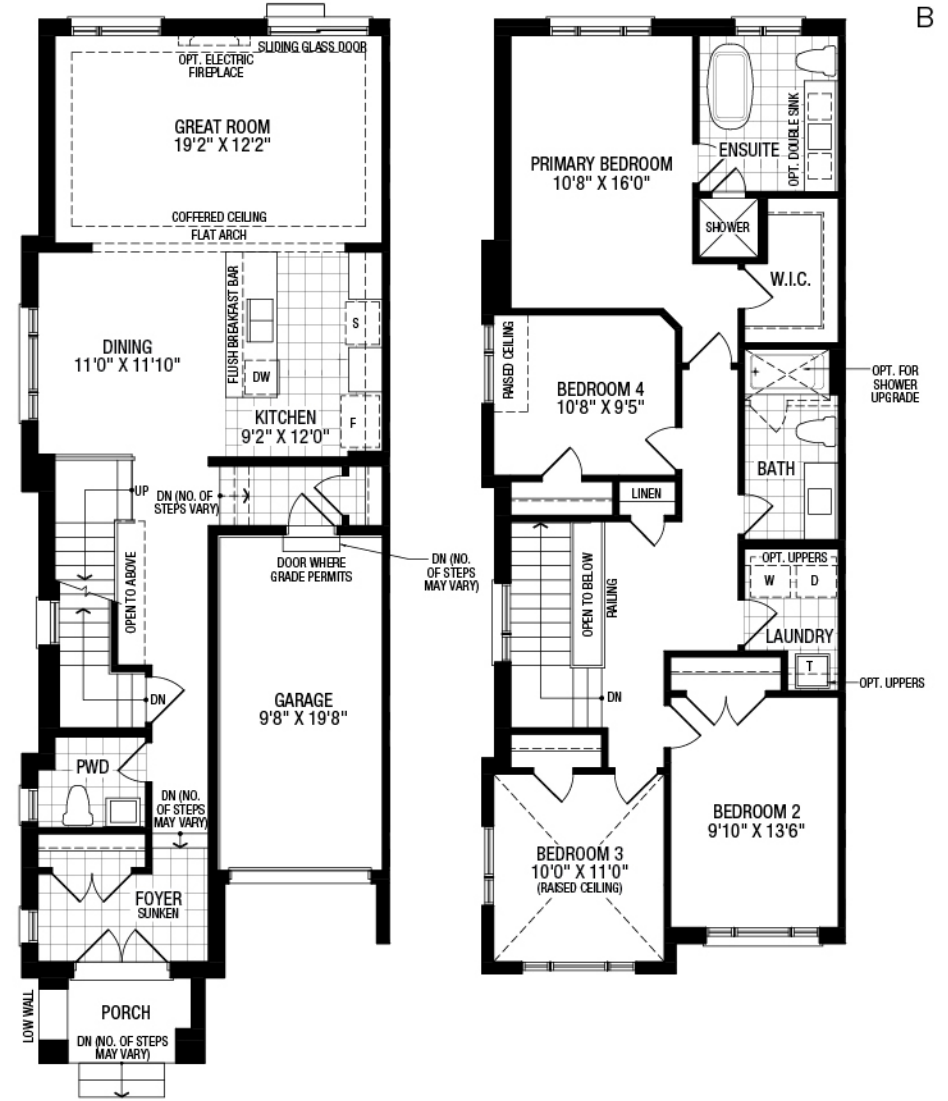 B
SLIDING GLASS DOOR
OPT. ELECTRIC
FIREPLACE
GREAT ROOM
19'2" X 12'2"
COFFERED CEILING
FLAT ARCH
FLUSH BREAKFAST BAR
S
DINING
11'0" X 11'10"
DW
KITCHEN
9'2" X 12'0"
F
UP
DN (NO. OF
STEPS VARY)
DOOR WHERE
GRADE PERMITS
DN (NO.
OF STEPS
MAY VARY)
OPEN TO ABOVE
DN
GARAGE
9'8" X 19'8"
PWD
DN (NO.
OF STEPS
MAY VARY)
FOYER
SUNKEN
LOW WALL
PORCH
DN (NO. OF STEPS
MAY VARY)
PRIMARY BEDROOM
10'8" X 16'0"
ENSUITE
OPT. DOUBLE SINK
SHOWER
W.I.C.
RAISED CEILING
BEDROOM 4
10'8" X 9'5"
OPT. FOR
SHOWER
UPGRADE
BATH
LINEN
OPEN TO BELOW
RAILING
OPT. UPPERS
W
D
LAUNDRY
T
OPT. UPPERS
DN
BEDROOM 2
9'10" X 13'6"
BEDROOM 3
10'0" X 11'0"
(RAISED CEILING)